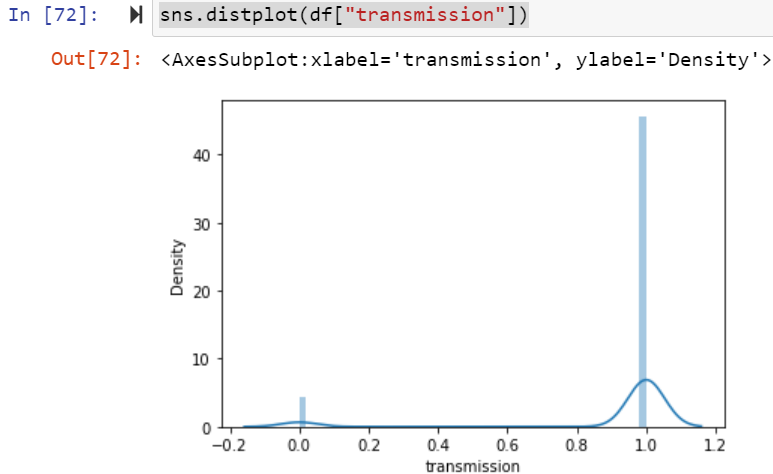 In [72]: sns.distplot(df["transmission"])
Out[72]: <AxesSubplot:xlabel='transmission', ylabel='Density'>
40
30
20
10
0
Density
−0.2 0.0 0.2 0.4 0.6 0.8 1.0 1.2
transmission